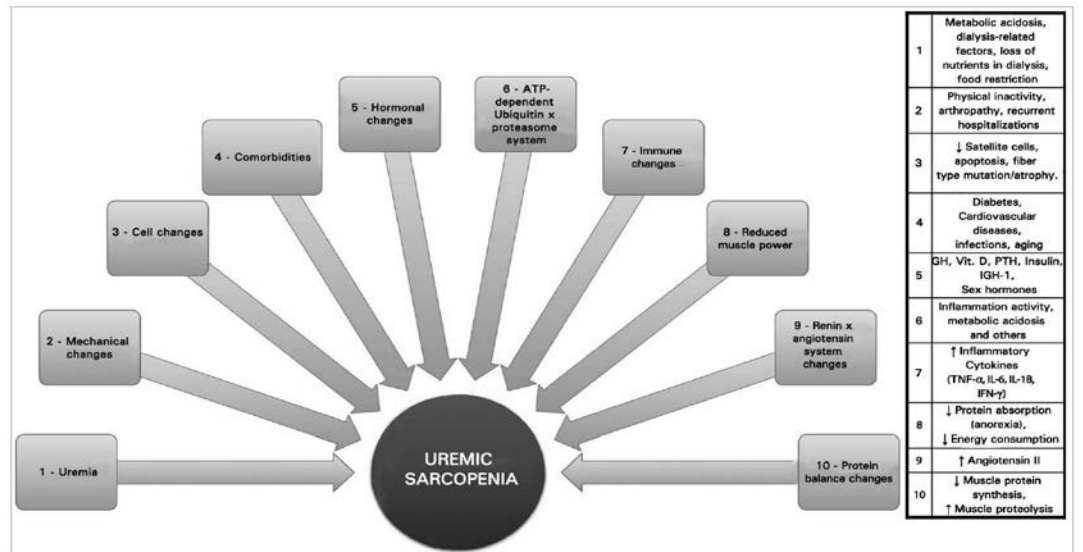 1 - Uremia
2 - Mechanical
changes
3 - Cell changes
4 - Comorbidities
5 - Hormonal
changes
6 - ATP-
dependent
Ubiquitin x
proteasome
system
7 - Immune
changes
8 - Reduced
muscle power
9 - Renin x
angiotensin
system
changes
10 - Protein
balance changes
UREMIC
SARCOPENIA
1
Metabolic acidosis,
dialysis-related
factors, loss of
nutrients in dialysis,
food restriction
2
Physical inactivity,
arthropathy, recurrent
hospitalizations
3
↓ Satellite cells,
apoptosis, fiber
type mutation/atrophy.
4
Diabetes,
Cardiovascular
diseases,
infections, aging
5
GH, Vit. D, PTH, Insulin,
IGH-1,
Sex hormones
6
Inflammation activity,
metabolic acidosis
and others
7
↑ Inflammatory
Cytokines
(TNF-α, IL-6, IL-18,
IFN-γ)
8
↓ Protein absorption
(anorexia),
↓ Energy consumption
9
↑ Angiotensin II
10
↓ Muscle protein
synthesis,
↑ Muscle proteolysis